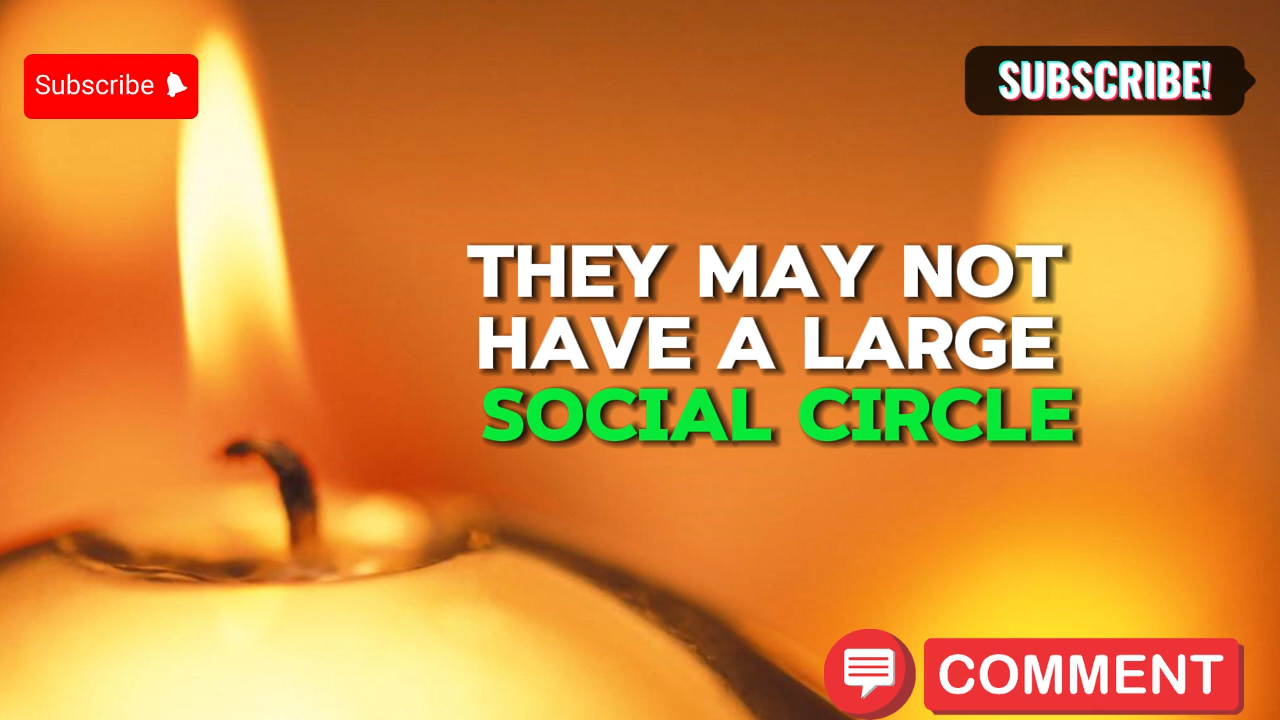 Subscribe
SUBSCRIBE!
THEY MAY NOT
HAVE A LARGE
SOCIAL CIRCLE
COMMENT